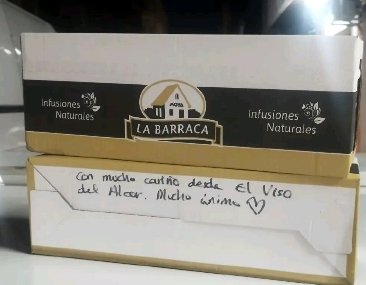 Infusiones
Naturales
LA BARRACA
Infusiones
Naturales
Con mucho cariño desde El Viso
del Alcor. Mucho ánimo